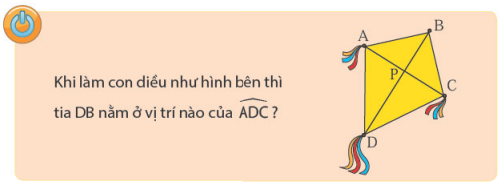 Khi làm con diều như hình bên thì
tia DB nằm ở vị trí nào của ADC?
A
B
P
C
D